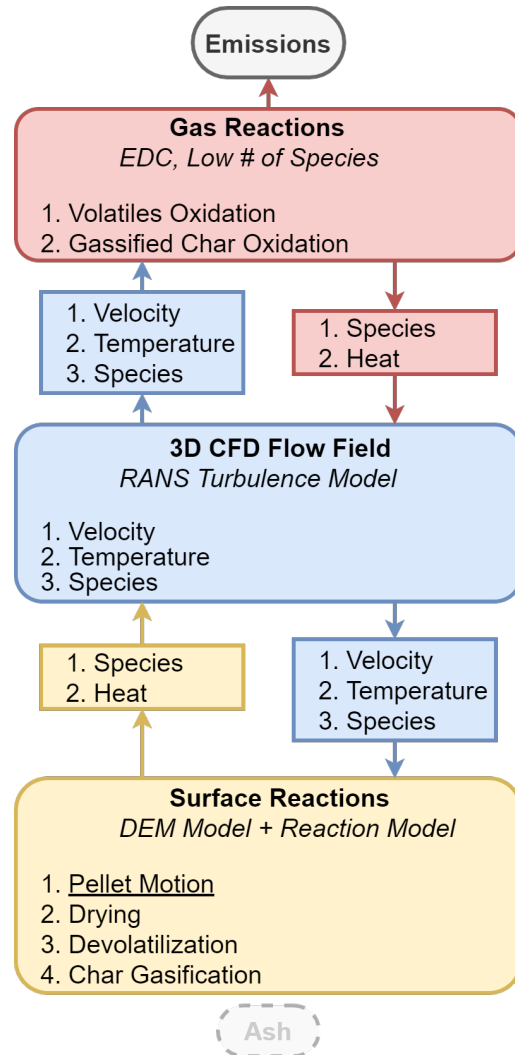 Emissions
Gas Reactions
EDC, Low # of Species
1. Volatiles Oxidation
2. Gassified Char Oxidation
1. Velocity
2. Temperature
3. Species
1. Species
2. Heat
3D CFD Flow Field
RANS Turbulence Model
1. Velocity
2. Temperature
3. Species
1. Species
2. Heat
1. Velocity
2. Temperature
3. Species
Surface Reactions
DEM Model + Reaction Model
1. Pellet Motion
2. Drying
3. Devolatilization
4. Char Gasification
Ash